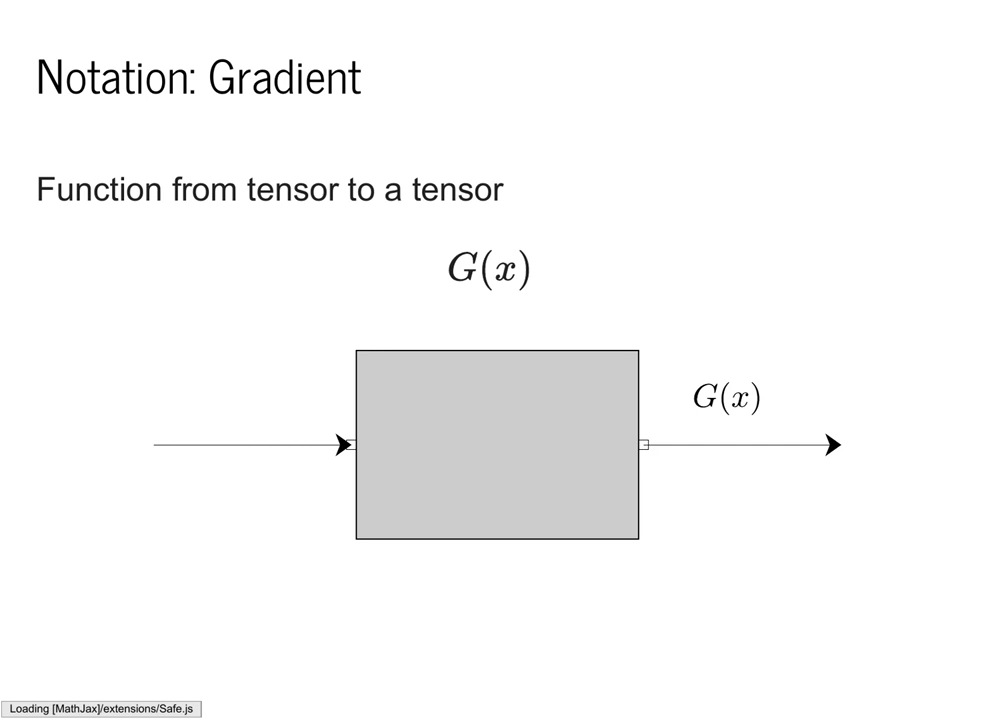 Notation: Gradient
Function from tensor to a tensor
G(x)
G(x)
Loading [MathJax]/extensions/Safe.js